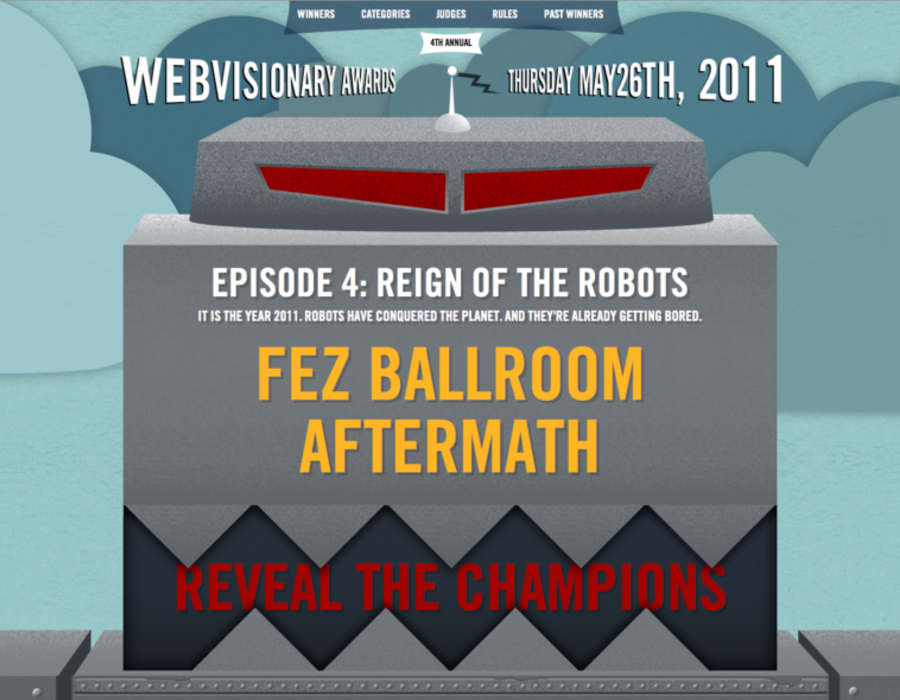 WINNERS CATEGORIES JUDGES RULES PAST WINNERS
4TH ANNUAL
WEBVISIONARY AWARDS THURSDAY MAY26TH, 2011
EPISODE 4: REIGN OF THE ROBOTS
IT IS THE YEAR 2011. ROBOTS HAVE CONQUERED THE PLANET. AND THEY'RE ALREADY GETTING BORED.
FEZ BALLROOM
AFTERMATH
REVEAL THE CHAMPIONS